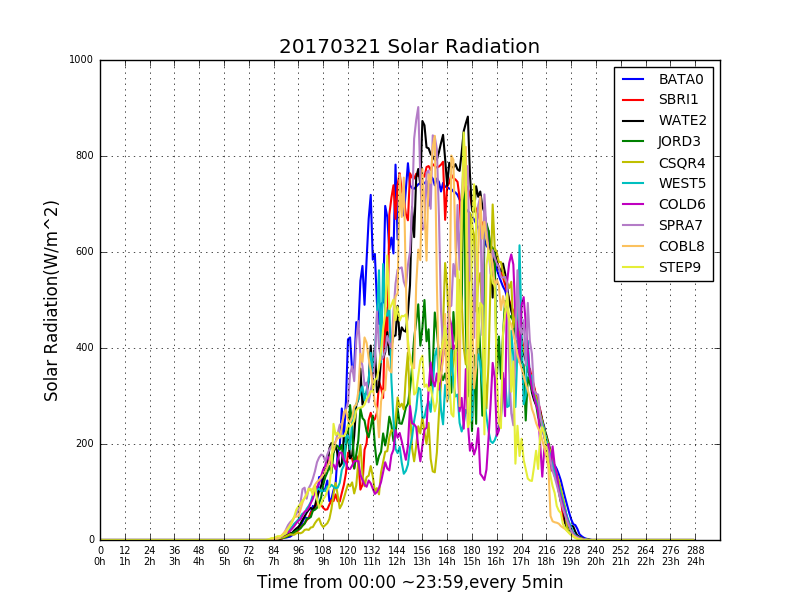 20170321 Solar Radiation
1000
800
600
400
200
0
Solar Radiation(W/m^2)
BATA0
SBRI1
WATE2
JORD3
CSQR4
WEST5
COLD6
SPRA7
COBL8
STEP9
0 12 24 36 48 60 72 84 96 108 120 132 144 156 168 180 192 204 216 228 240 252 264 276 288
0h 1h 2h 3h 4h 5h 6h 7h 8h 9h 10h 11h 12h 13h 14h 15h 16h 17h 18h 19h 20h 21h 22h 23h 24h
Time from 00:00 ~23:59,every 5min